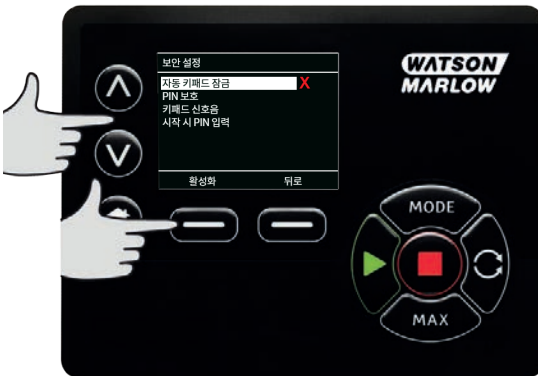 보안 설정
자동 키패드 잠금 X
PIN 보호
키패드 신호음
시작 시 PIN 입력
활성화 뒤로
WATSON
MARLOW
MODE
MAX